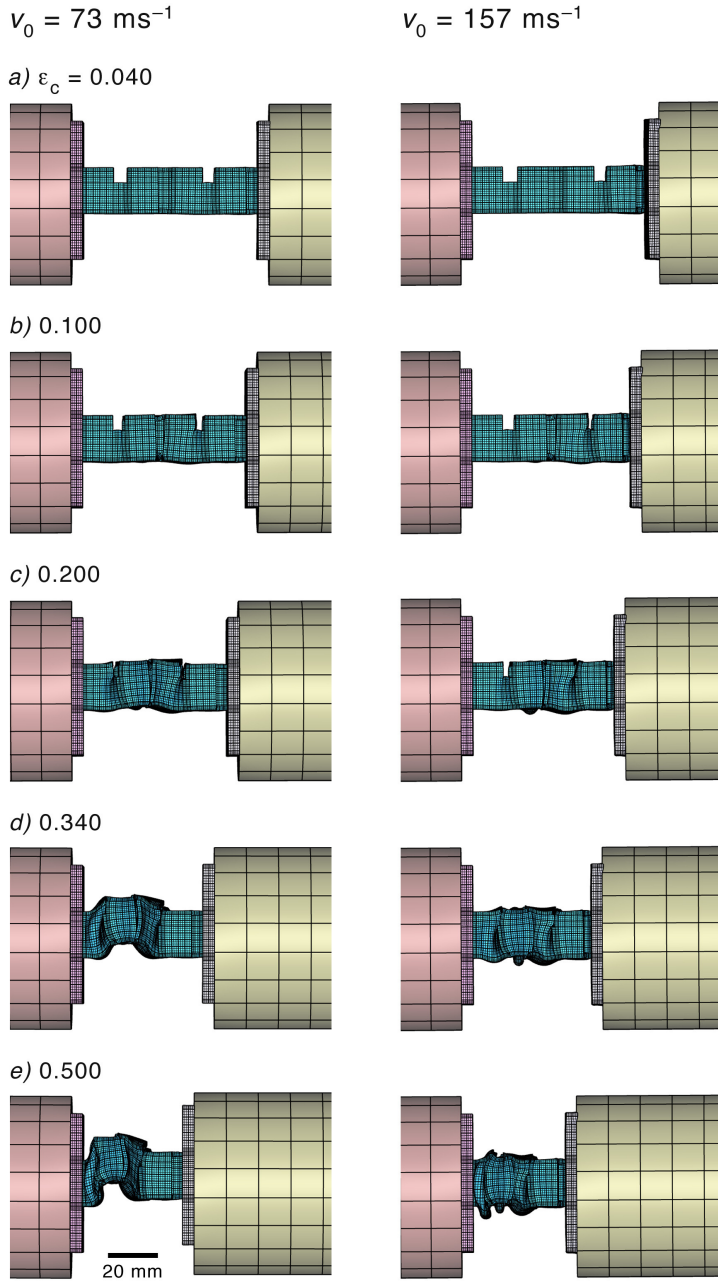 v₀ = 73 ms⁻¹ v₀ = 157 ms⁻¹
a) ε_c = 0.040
b) 0.100
c) 0.200
d) 0.340
e) 0.500
20 mm